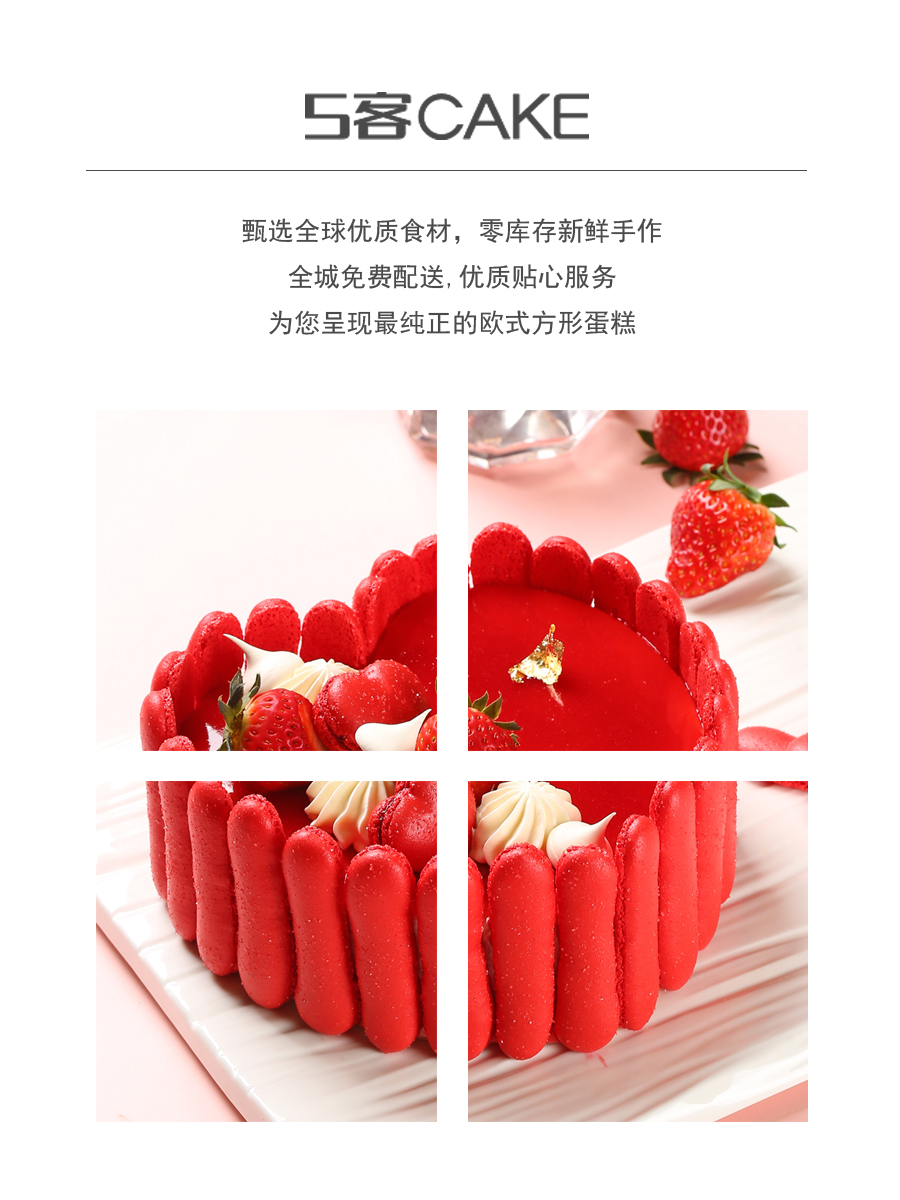 5客CAKE
甄选全球优质食材，零库存新鲜手作
全城免费配送,优质贴心服务
为您呈现最纯正的欧式方形蛋糕